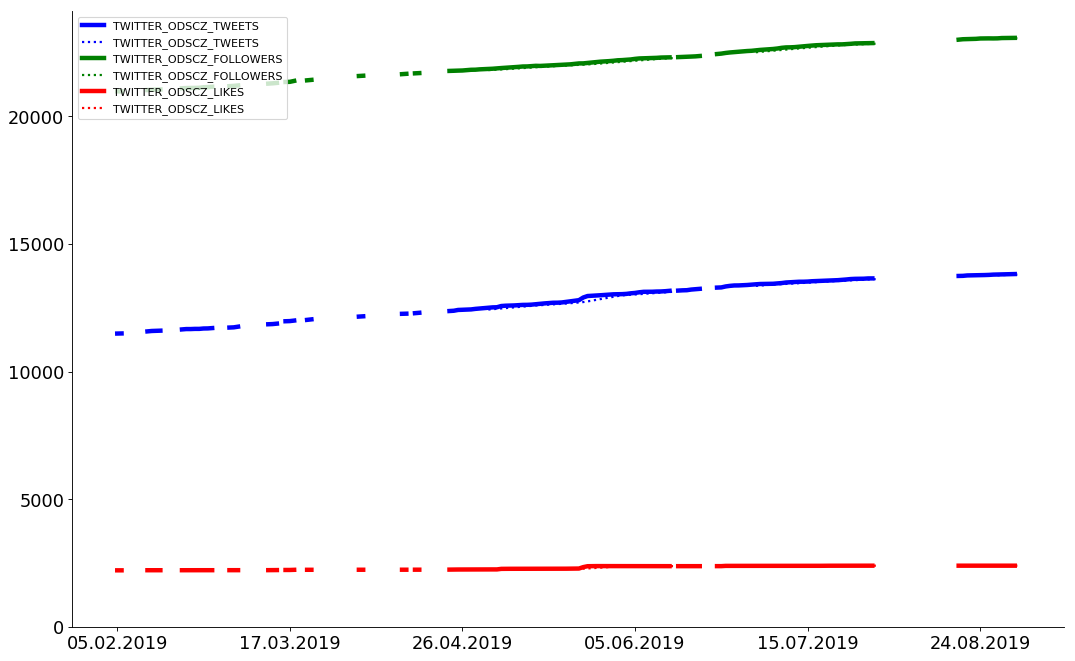 TWITTER_ODSCZ_TWEETS
TWITTER_ODSCZ_TWEETS
TWITTER_ODSCZ_FOLLOWERS
TWITTER_ODSCZ_FOLLOWERS
TWITTER_ODSCZ_LIKES
TWITTER_ODSCZ_LIKES
20000
15000
10000
5000
0
05.02.2019 17.03.2019 26.04.2019 05.06.2019 15.07.2019 24.08.2019